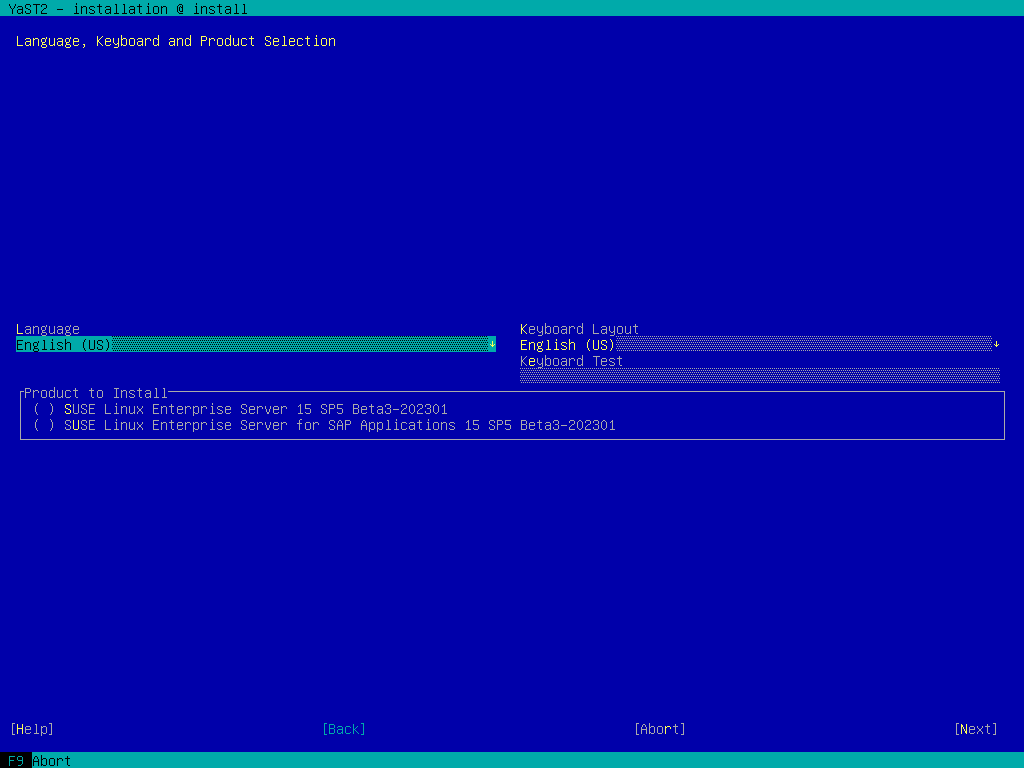 YaST2 - installation @ install
Language, Keyboard and Product Selection
Language
English (US)
Keyboard Layout
English (US)
Keyboard Test
Product to Install
( ) SUSE Linux Enterprise Server 15 SP5 Beta3-202301
( ) SUSE Linux Enterprise Server for SAP Applications 15 SP5 Beta3-202301
[Help] [Back] [Abort] [Next]
F9 Abort